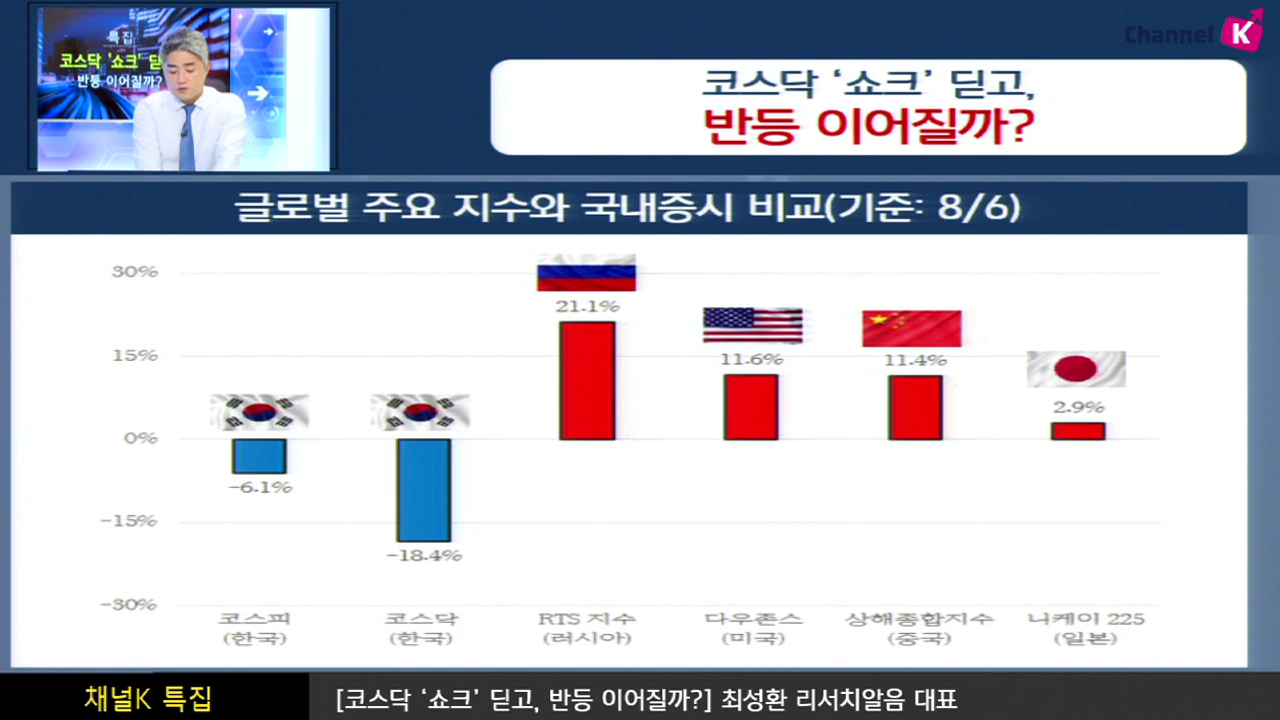 특집
코스닥 '쇼크' 딛
반등 이어질까?
Channel K
코스닥 ‘쇼크’ 딛고,
반등 이어질까?
글로벌 주요 지수와 국내증시 비교(기준: 8/6)
30%
15%
0%
-15%
-30%
-6.1%
-18.4%
21.1%
11.6%
11.4%
2.9%
코스피
(한국)
코스닥
(한국)
RTS 지수
(러시아)
다우존스
(미국)
상해종합지수
(중국)
니케이 225
(일본)
채널K 특집
[코스닥 ‘쇼크’ 딛고, 반등 이어질까?] 최성환 리서치알음 대표